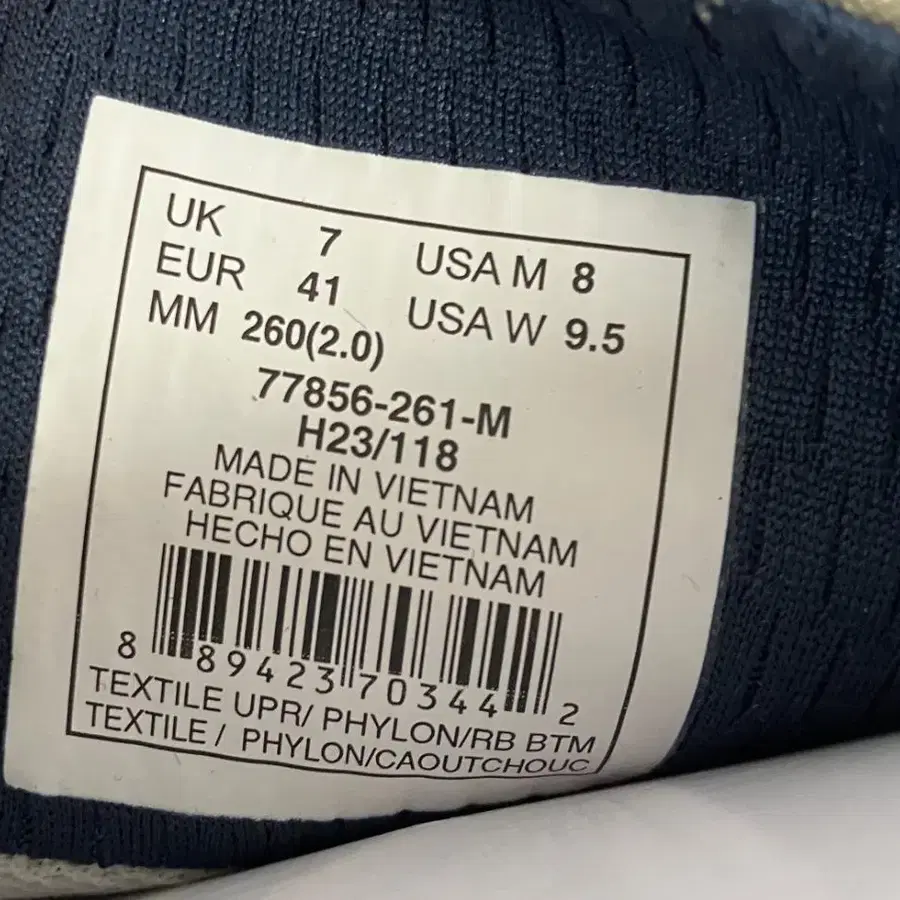 UK 7 USA M 8
EUR 41 USA W 9.5
MM 260(2.0)
77856-261-M
H23/118
MADE IN VIETNAM
FABRIQUE AU VIETNAM
HECHO EN VIETNAM
8 89423 70344 2
TEXTILE UPR/ PHYLON/RB BTM
TEXTILE / PHYLON/CAOUTCHOUC